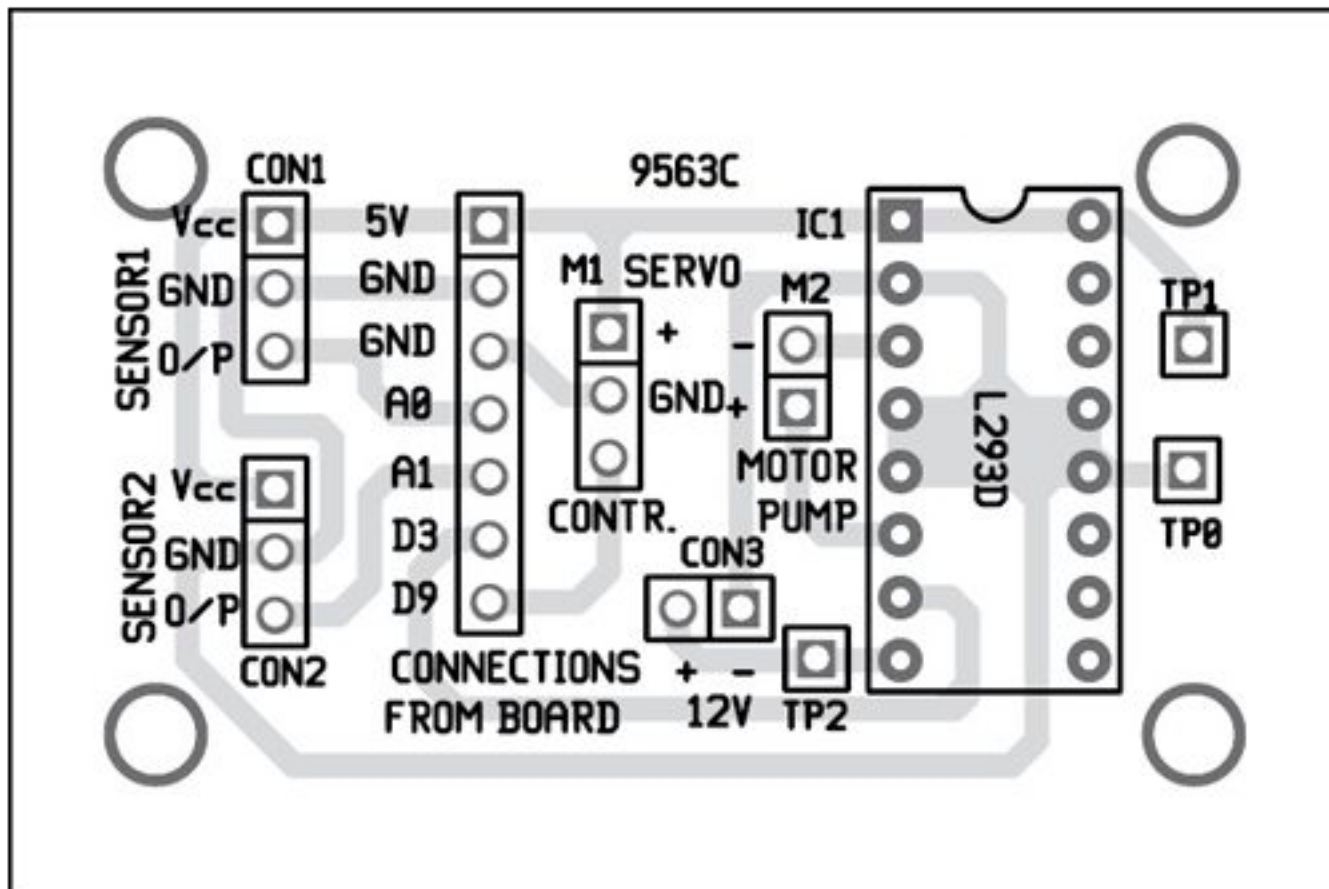 CON1
9563C
Vcc
5V
IC1
GND
GND
M1 SERVO
M2
TP1
SENSOR1
O/P
GND
+
-
A0
GND
+
L293D
Vcc
A1
MOTOR
SENSOR2
CONTR.
PUMP
GND
D3
CON3
TP0
O/P
D9
CON2
CONNECTIONS
+ -
FROM BOARD
12V
TP2